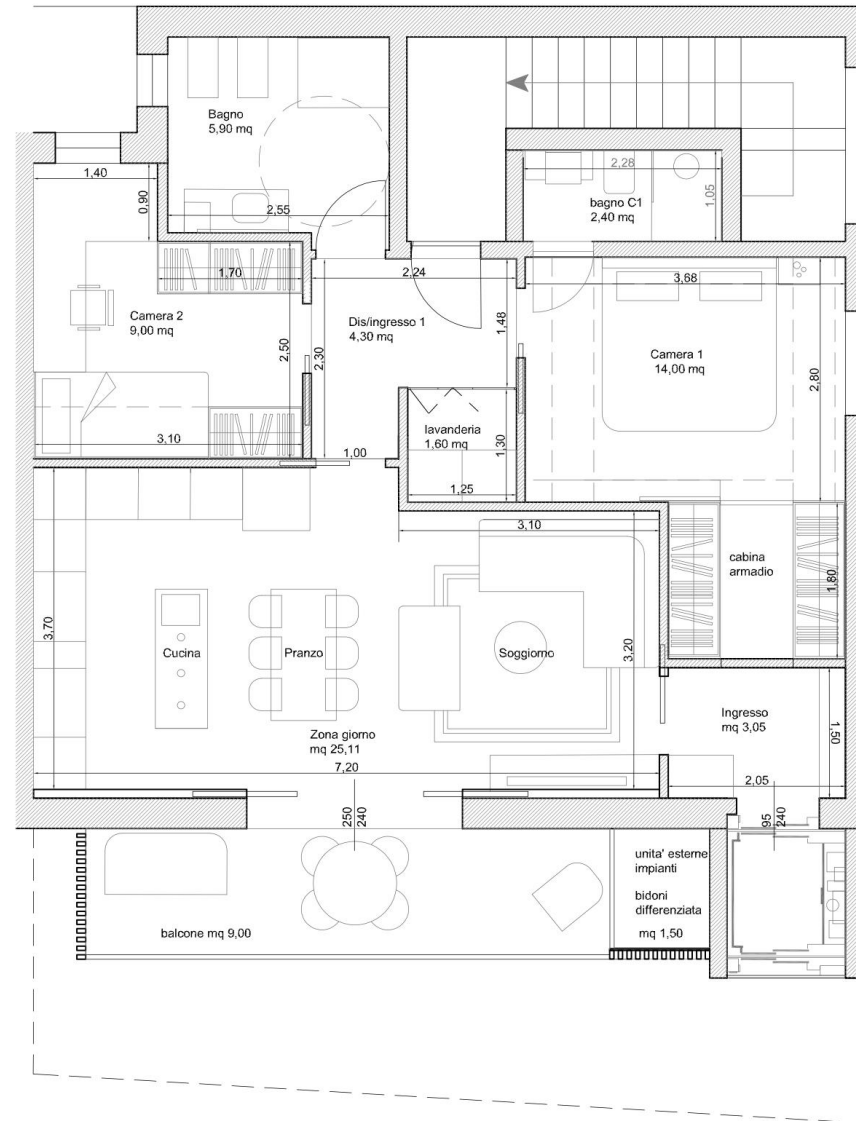 Bagno
5,90 mq
1,40
0,90
2,55
2,28
bagno C1
2,40 mq
1,05
1,70
2,24
3,68
Camera 2
9,00 mq
2,50
2,30
Dis/ingresso 1
4,30 mq
1,48
Camera 1
14,00 mq
2,80
3,10
1,00
lavanderia
1,60 mq
1,30
1,25
3,10
cabina
armadio
1,80
3,70
Cucina
Pranzo
Soggiorno
3,20
Zona giorno
mq 25,11
7,20
Ingresso
mq 3,05
1,50
2,05
250
240
95
240
unita' esterne
impianti
bidoni
differenziata
mq 1,50
balcone mq 9,00